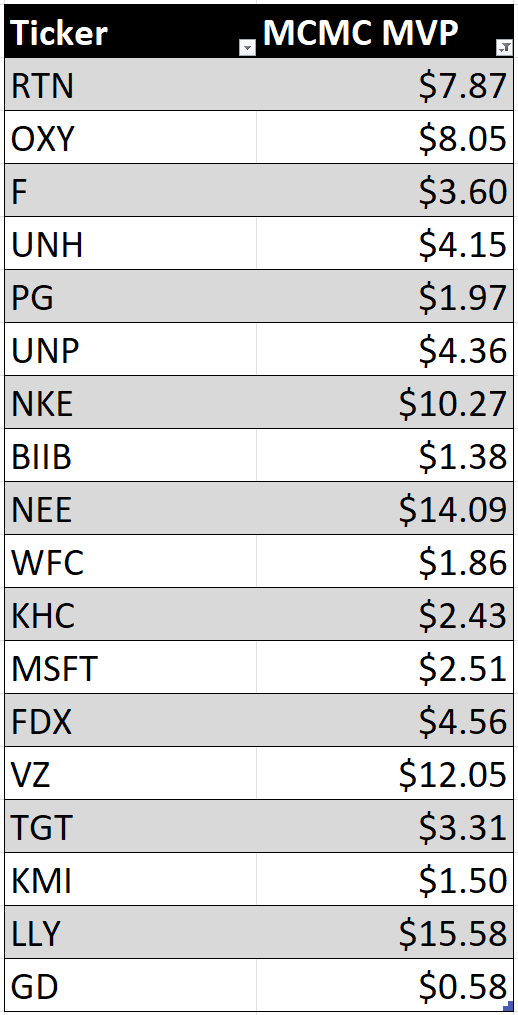 Ticker MCMC MVP
RTN $7.87
OXY $8.05
F $3.60
UNH $4.15
PG $1.97
UNP $4.36
NKE $10.27
BIIB $1.38
NEE $14.09
WFC $1.86
KHC $2.43
MSFT $2.51
FDX $4.56
VZ $12.05
TGT $3.31
KMI $1.50
LLY $15.58
GD $0.58